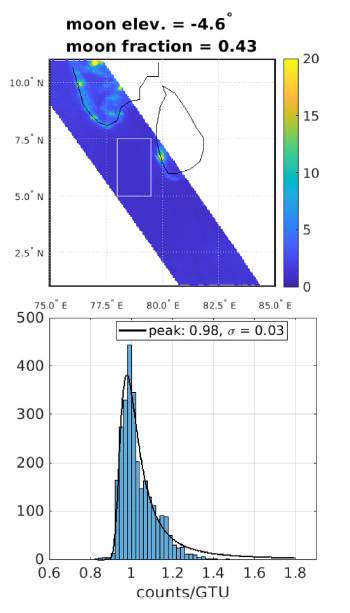 moon elev. = -4.6°
moon fraction = 0.43
10.0° N
7.5° N
5.0° N
2.5° N
75.0° E 77.5° E 80.0° E 82.5° E 85.0° E
20
15
10
5
0
500
400
300
200
100
0
peak: 0.98, σ = 0.03
0.6 0.8 1 1.2 1.4 1.6 1.8
counts/GTU